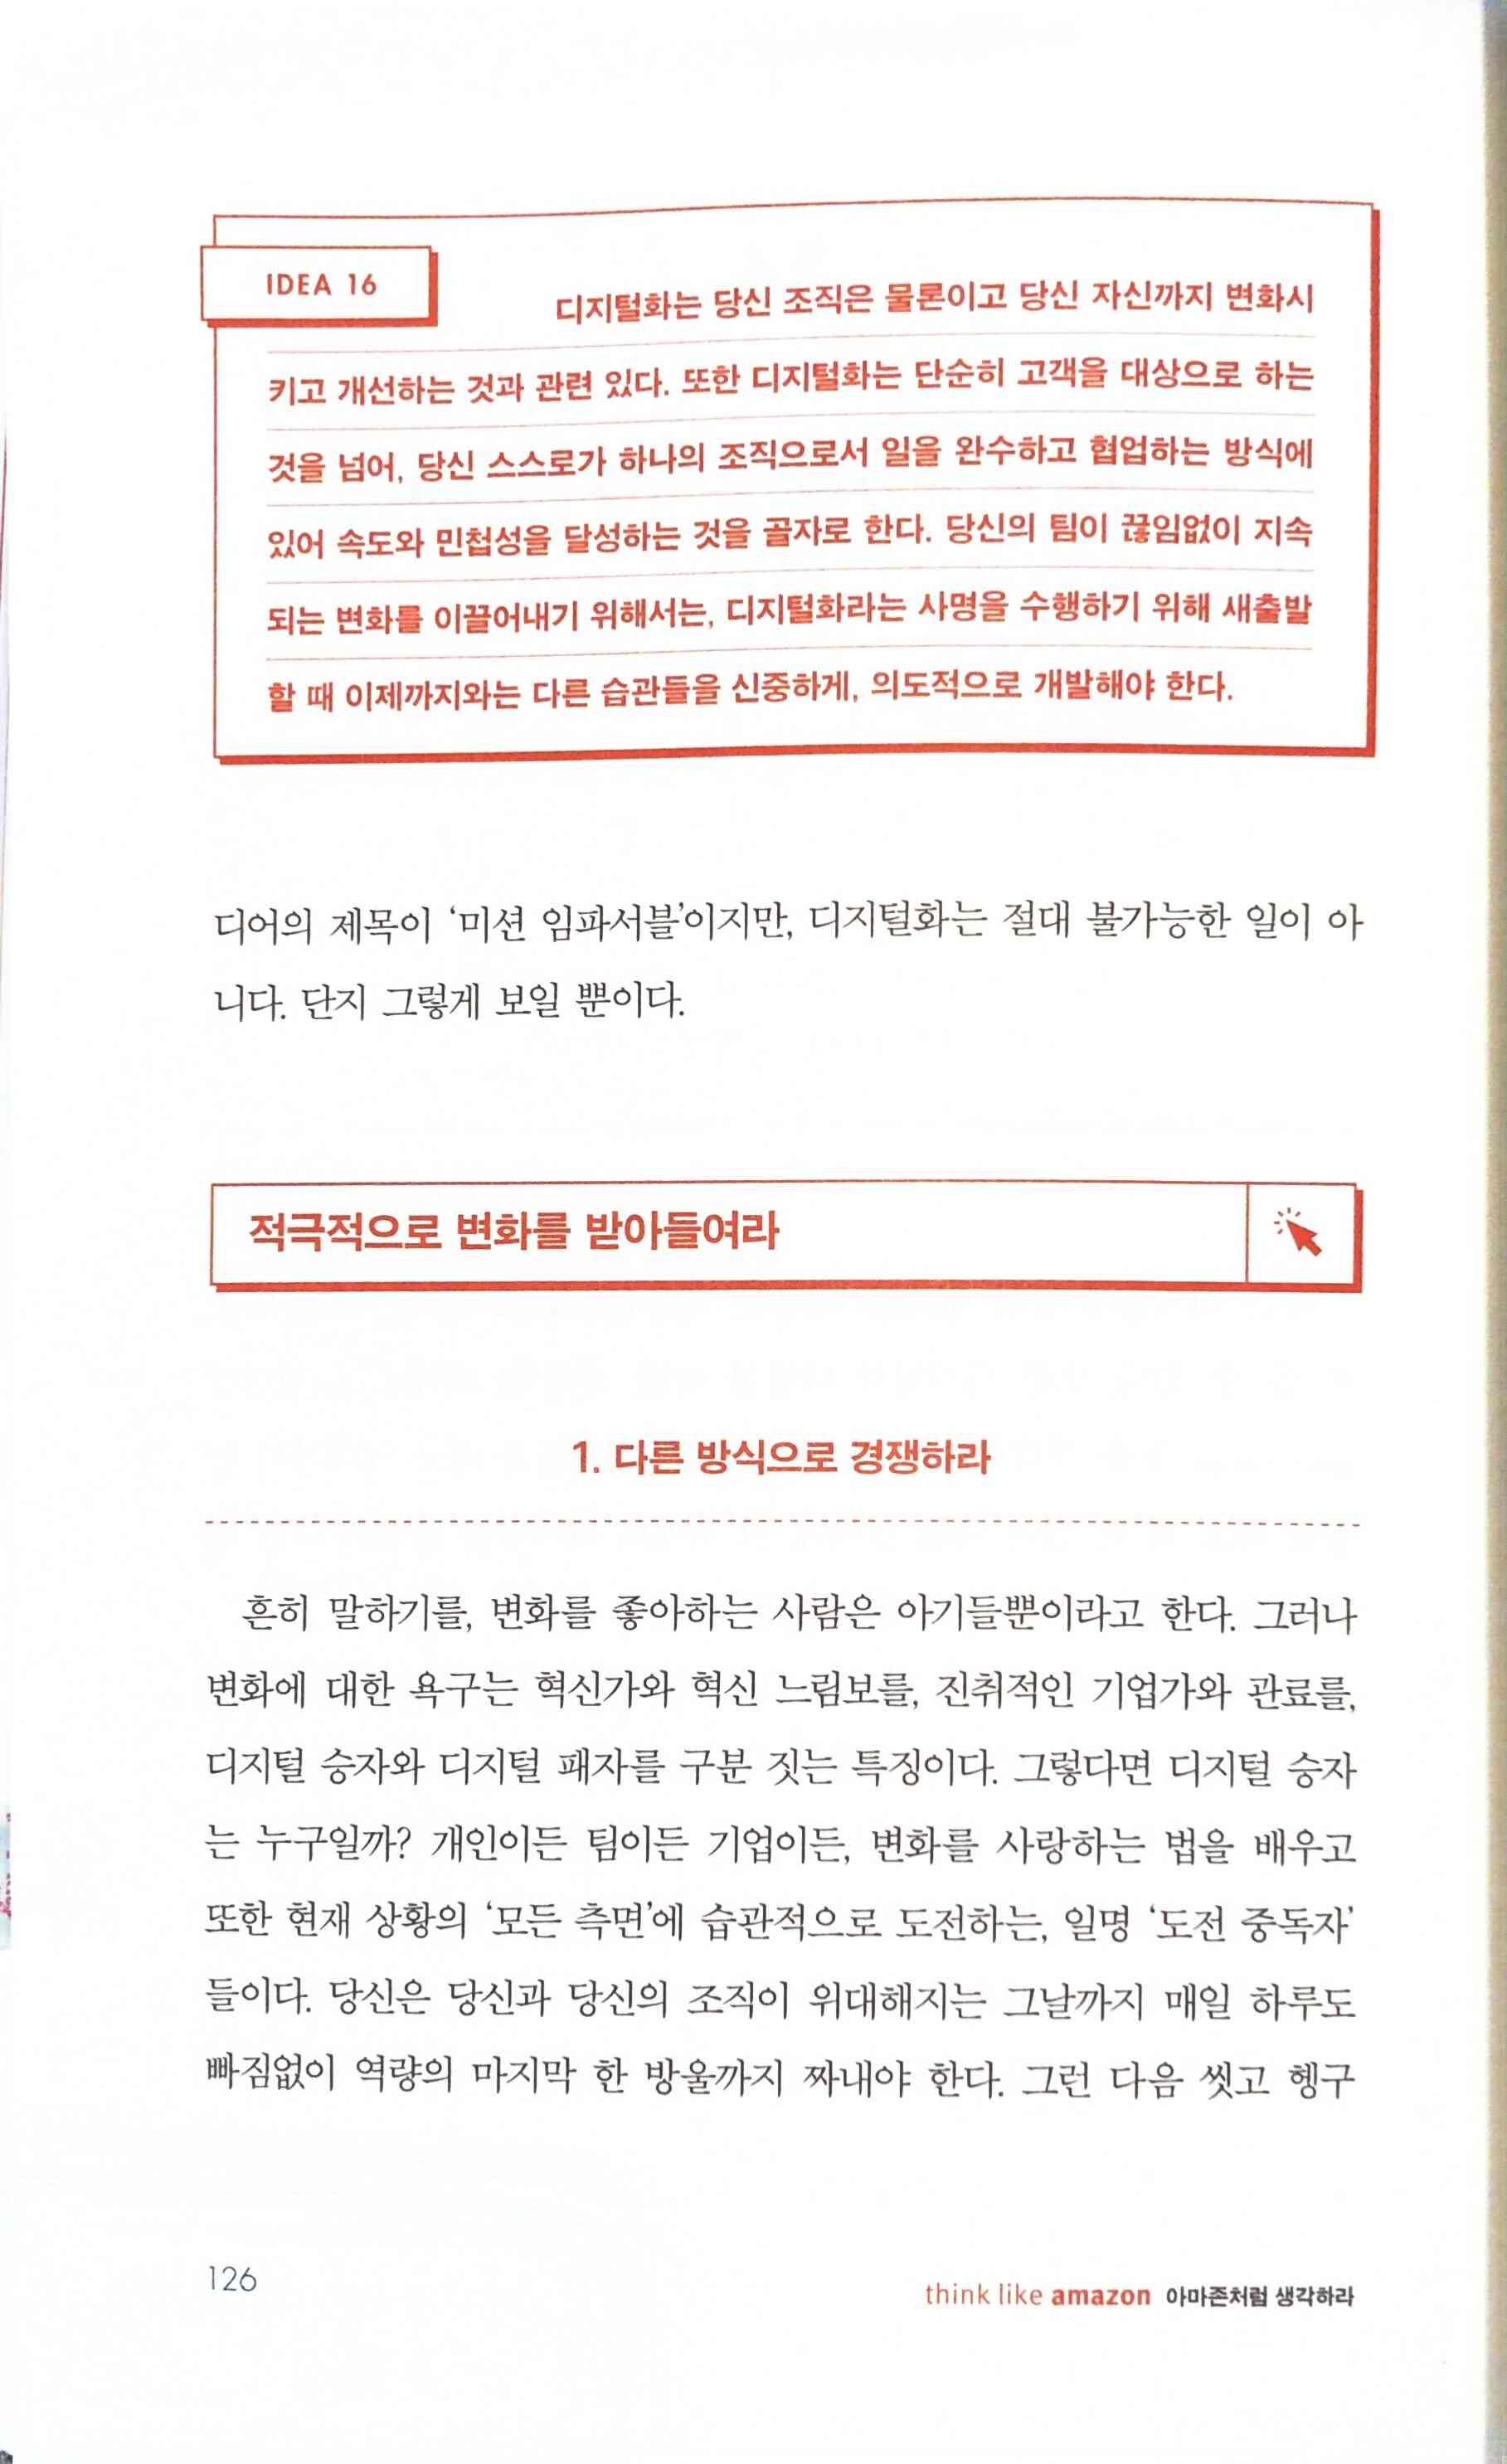 IDEA 16
디지털화는 당신 조직은 물론이고 당신 자신까지 변화시
키고 개선하는 것과 관련 있다. 또한 디지털화는 단순히 고객을 대상으로 하는
것을 넘어, 당신 스스로가 하나의 조직으로서 일을 완수하고 협업하는 방식에
있어 속도와 민첩성을 달성하는 것을 골자로 한다. 당신의 팀이 끊임없이 지속
되는 변화를 이끌어내기 위해서는, 디지털화라는 사명을 수행하기 위해 새출발
할 때 이제까지와는 다른 습관들을 신중하게, 의도적으로 개발해야 한다.
디어의 제목이 ‘미션 임파서블’이지만, 디지털화는 절대 불가능한 일이 아
니다. 단지 그렇게 보일 뿐이다.
적극적으로 변화를 받아들여라
1. 다른 방식으로 경쟁하라
흔히 말하기를, 변화를 좋아하는 사람은 아기들뿐이라고 한다. 그러나
변화에 대한 욕구는 혁신가와 혁신 느림보를, 진취적인 기업가와 관료를,
디지털 승자와 디지털 패자를 구분 짓는 특징이다. 그렇다면 디지털 승자
는 누구일까? 개인이든 팀이든 기업이든, 변화를 사랑하는 법을 배우고
또한 현재 상황의 ‘모든 측면’에 습관적으로 도전하는, 일명 ‘도전 중독자’
들이다. 당신은 당신과 당신의 조직이 위대해지는 그날까지 매일 하루도
빠짐없이 역량의 마지막 한 방울까지 짜내야 한다. 그런 다음 씻고 헹구
126
think like amazon 아마존처럼 생각하라